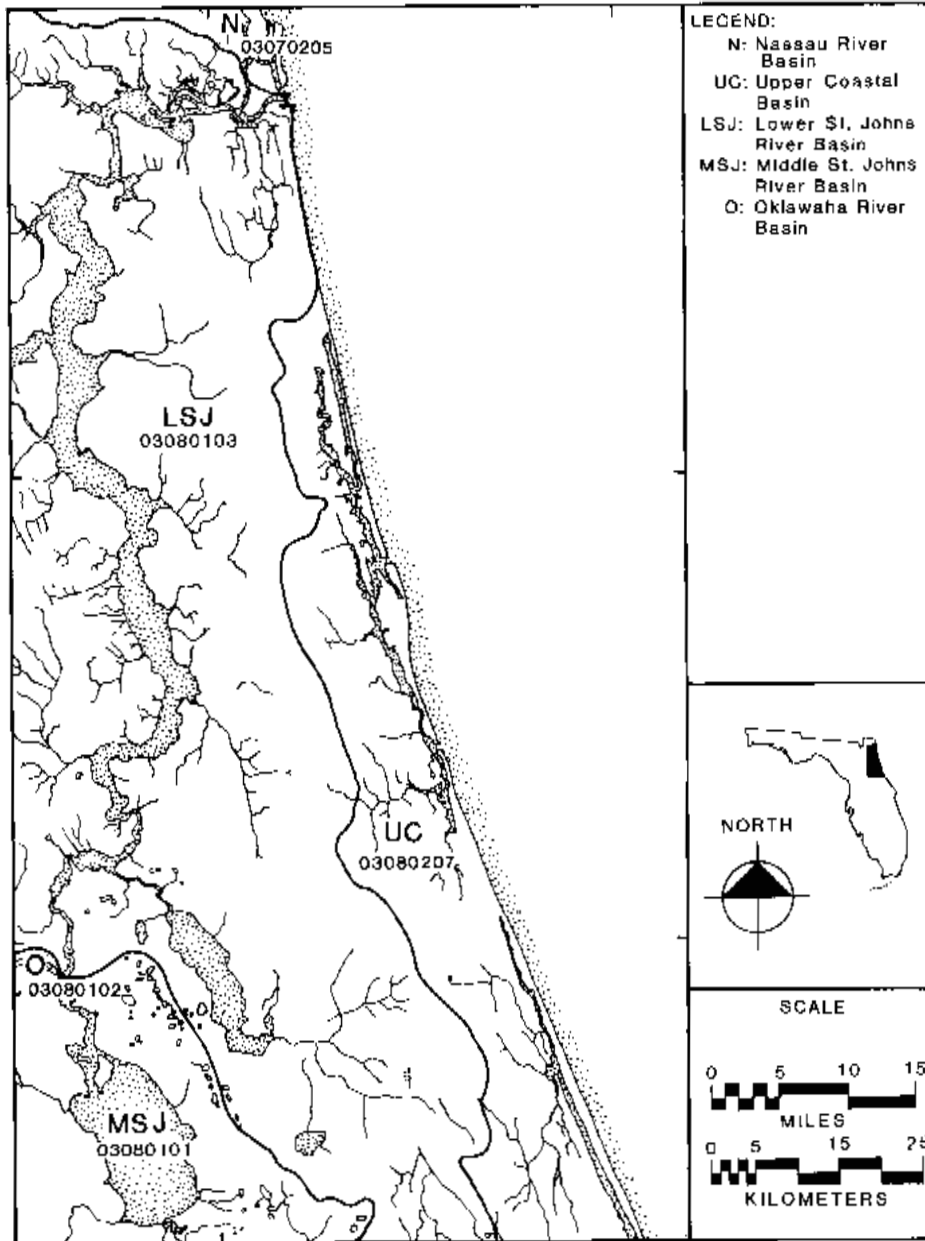 N
03070205
LSJ
03080103
UC
03080207
O
03080102
MSJ
03080101
LEGEND:
N: Nassau River
Basin
UC: Upper Coastal
Basin
LSJ: Lower St. Johns
River Basin
MSJ: Middle St. Johns
River Basin
O: Oklawaha River
Basin
NORTH
SCALE
0 5 10 15
MILES
0 5 15 25
KILOMETERS